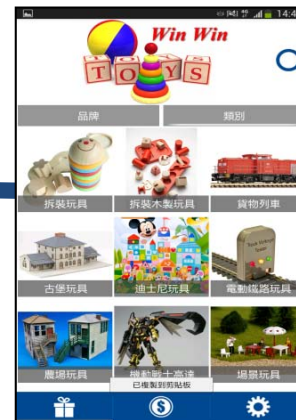 14:4
Win Win
TOYS
品牌 類別
拆裝玩具 拆裝木製玩具 貨物列車
古堡玩具 迪士尼玩具 電動鐵路玩具
農場玩具 機動戰士高達 場景玩具
已複製到剪貼板